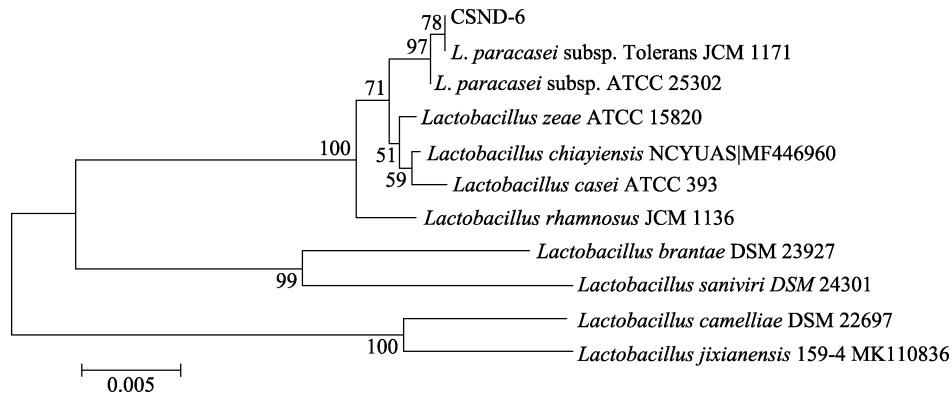 78
CSND-6
97
L. paracasei subsp. Tolerans JCM 1171
L. paracasei subsp. ATCC 25302
71
Lactobacillus zeae ATCC 15820
100
51
Lactobacillus chiayiensis NCYUAS|MF446960
59
Lactobacillus casei ATCC 393
Lactobacillus rhamnosus JCM 1136
Lactobacillus brantae DSM 23927
99
Lactobacillus saniviri DSM 24301
Lactobacillus camelliae DSM 22697
100
Lactobacillus jixianensis 159-4 MK110836
0.005